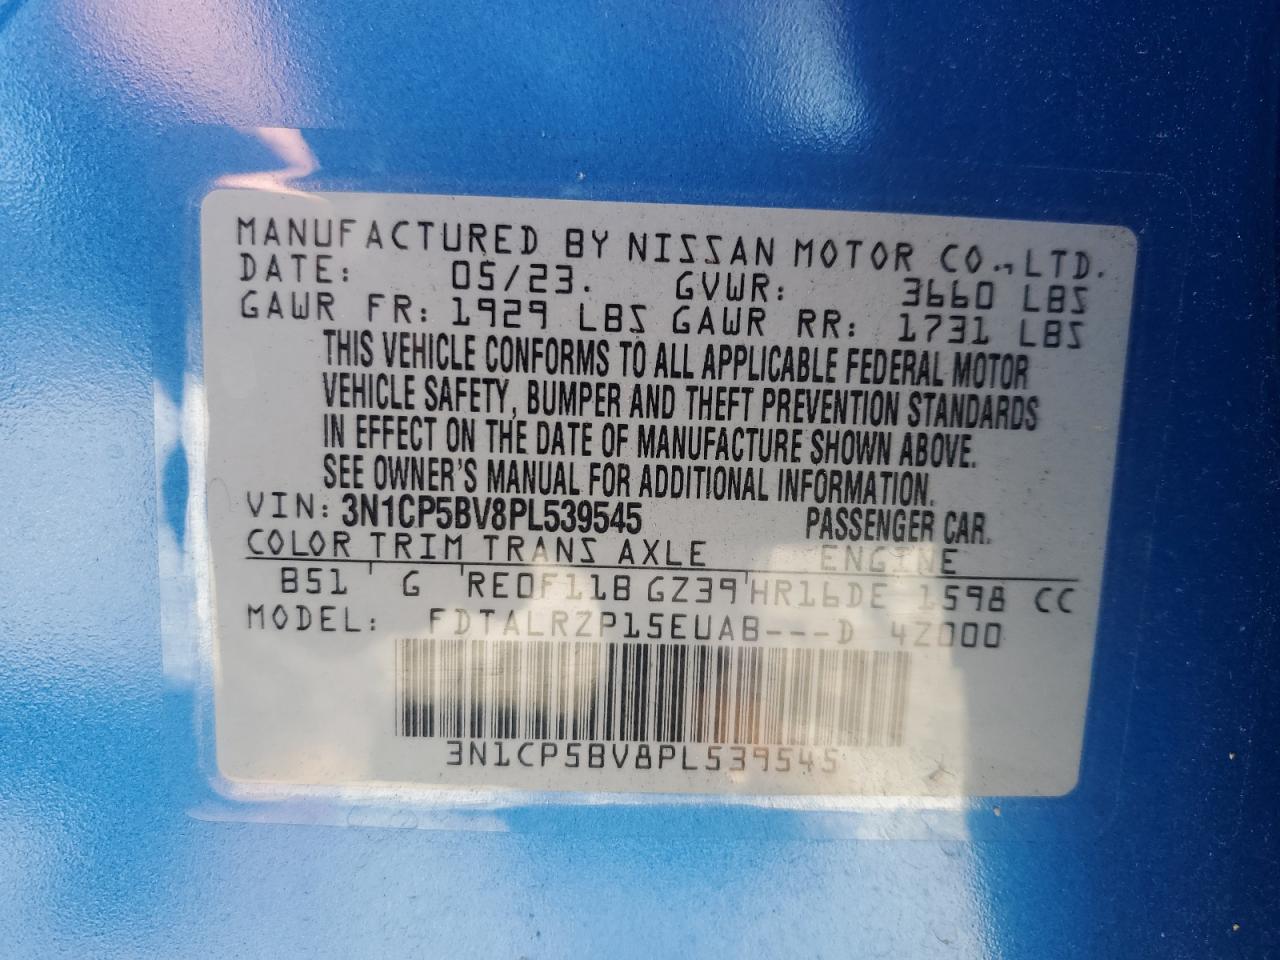 MANUFACTURED BY NISSAN MOTOR CO., LTD.
DATE: 05/23. GVWR: 3660 LBS
GAWR FR: 1929 LBS GAWR RR: 1731 LBS
THIS VEHICLE CONFORMS TO ALL APPLICABLE FEDERAL MOTOR
VEHICLE SAFETY, BUMPER AND THEFT PREVENTION STANDARDS
IN EFFECT ON THE DATE OF MANUFACTURE SHOWN ABOVE.
SEE OWNER'S MANUAL FOR ADDITIONAL INFORMATION.
VIN: 3N1CP5BV8PL539545 PASSENGER CAR.
COLOR TRIM TRANS AXLE ENGINE
B51 G RE0F11B GZ39 HR16DE 1598 CC
MODEL: FDTALRZP15EUAB---D 4Z000
3N1CP5BV8PL539545